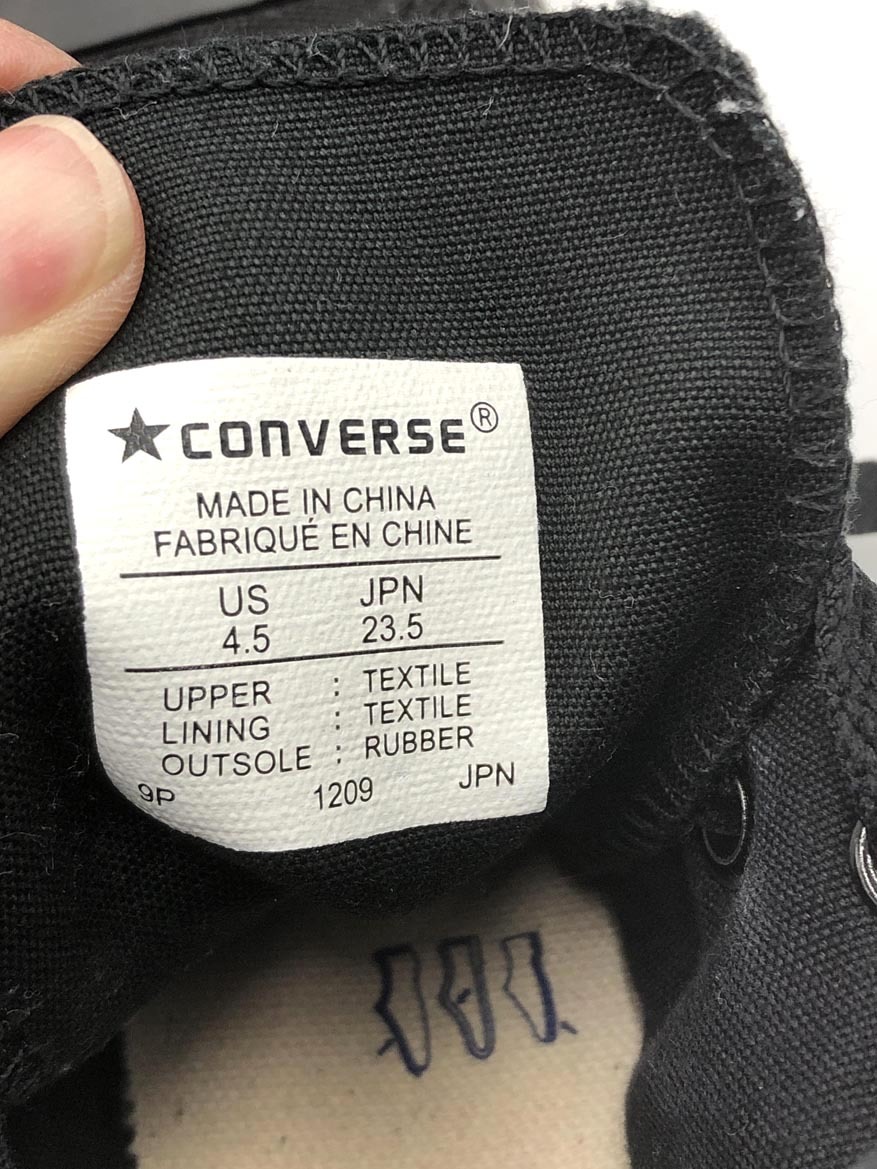 ★CONVERSE®
MADE IN CHINA
FABRIQUÉ EN CHINE
US JPN
4.5 23.5
UPPER : TEXTILE
LINING : TEXTILE
OUTSOLE : RUBBER
9P 1209 JPN